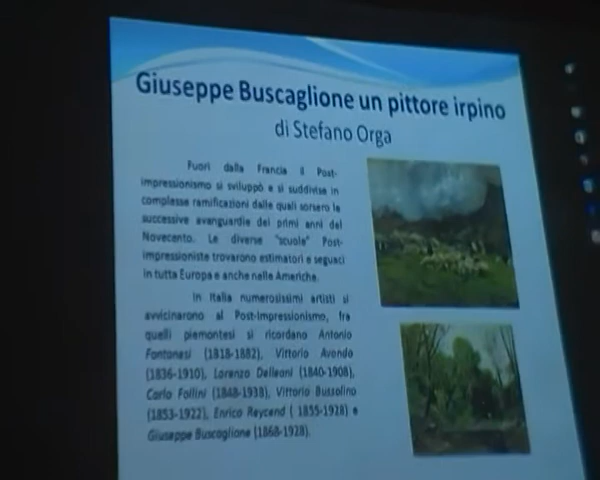 Giuseppe Buscaglione un pittore irpino
di Stefano Orga
Fuori dalla Francia il Post-
impressionismo si sviluppò e si suddivise in
complesse ramificazioni dalle quali sorsero le
successive avanguardie dei primi anni del
Novecento. Le diverse "scuole" Post-
impressioniste trovarono estimatori e seguaci
in tutta Europa e anche nelle Americhe.
In Italia numerosissimi artisti si
avvicinarono al Post-Impressionismo, fra
quelli piemontesi si ricordano Antonio
Fontanesi (1818-1882), Vittorio Avondo
(1836-1910), Lorenzo Delleani (1840-1908),
Carlo Follini (1848-1938), Vittorio Bussolino
(1853-1922), Enrico Reycend ( 1855-1928) e
Giuseppe Buscaglione (1868-1928).